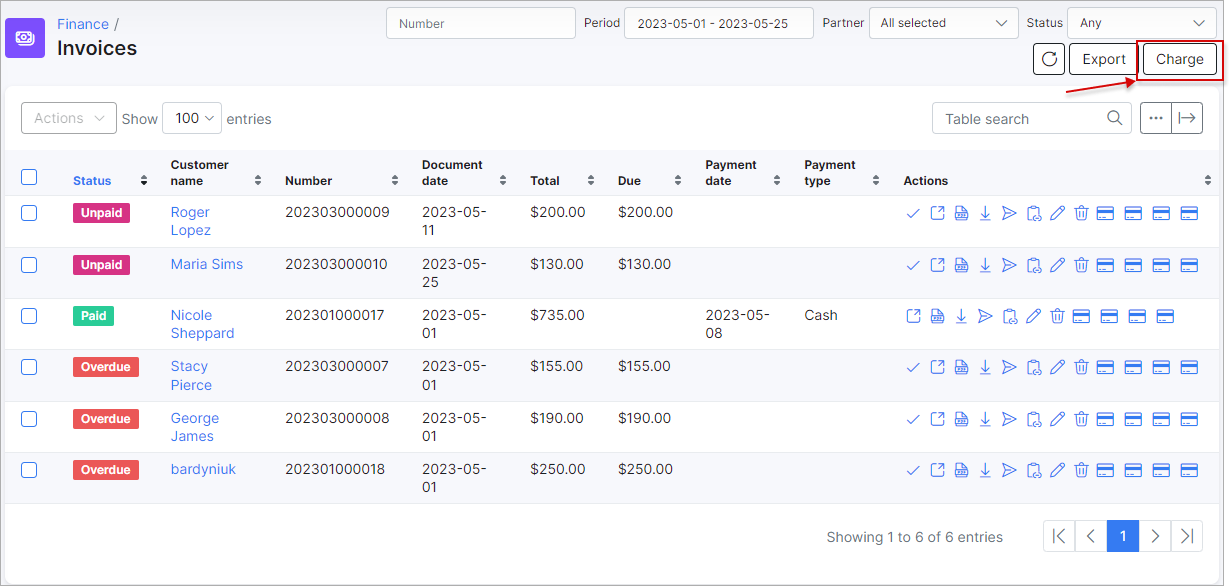 Finance /
Invoices
Number
Period
2023-05-01 - 2023-05-25
Partner
All selected
Status
Any
Export
Charge
Actions
Show
100
entries
Table search
Status
Customer
name
Number
Document
date
Total
Due
Payment
date
Payment
type
Actions
Unpaid
Roger
Lopez
202303000009
2023-05-
11
$200.00
$200.00
Unpaid
Maria Sims
202303000010
2023-05-
25
$130.00
$130.00
Paid
Nicole
Sheppard
202301000017
2023-05-
01
$735.00
2023-05-
08
Cash
Overdue
Stacy
Pierce
202303000007
2023-05-
01
$155.00
$155.00
Overdue
George
James
202303000008
2023-05-
01
$190.00
$190.00
Overdue
bardyniuk
202301000018
2023-05-
01
$250.00
$250.00
Showing 1 to 6 of 6 entries
1